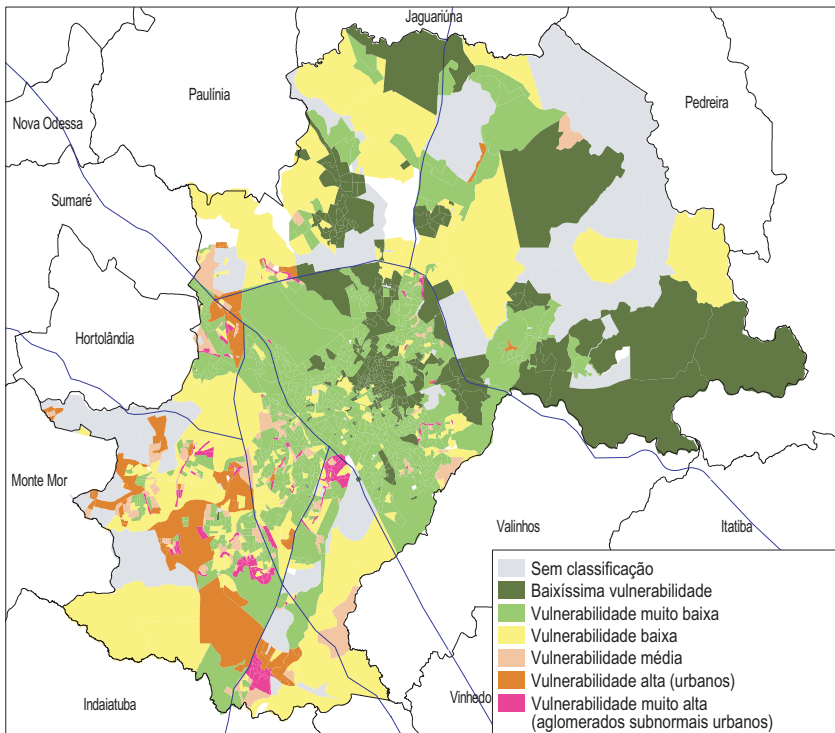 Jaguariúna
Paulínia
Pedreira
Nova Odessa
Sumaré
Hortolândia
Monte Mor
Valinhos
Itatiba
Indaiatuba
Vinhedo
Sem classificação
Baixíssima vulnerabilidade
Vulnerabilidade muito baixa
Vulnerabilidade baixa
Vulnerabilidade média
Vulnerabilidade alta (urbanos)
Vulnerabilidade muito alta
(aglomerados subnormais urbanos)